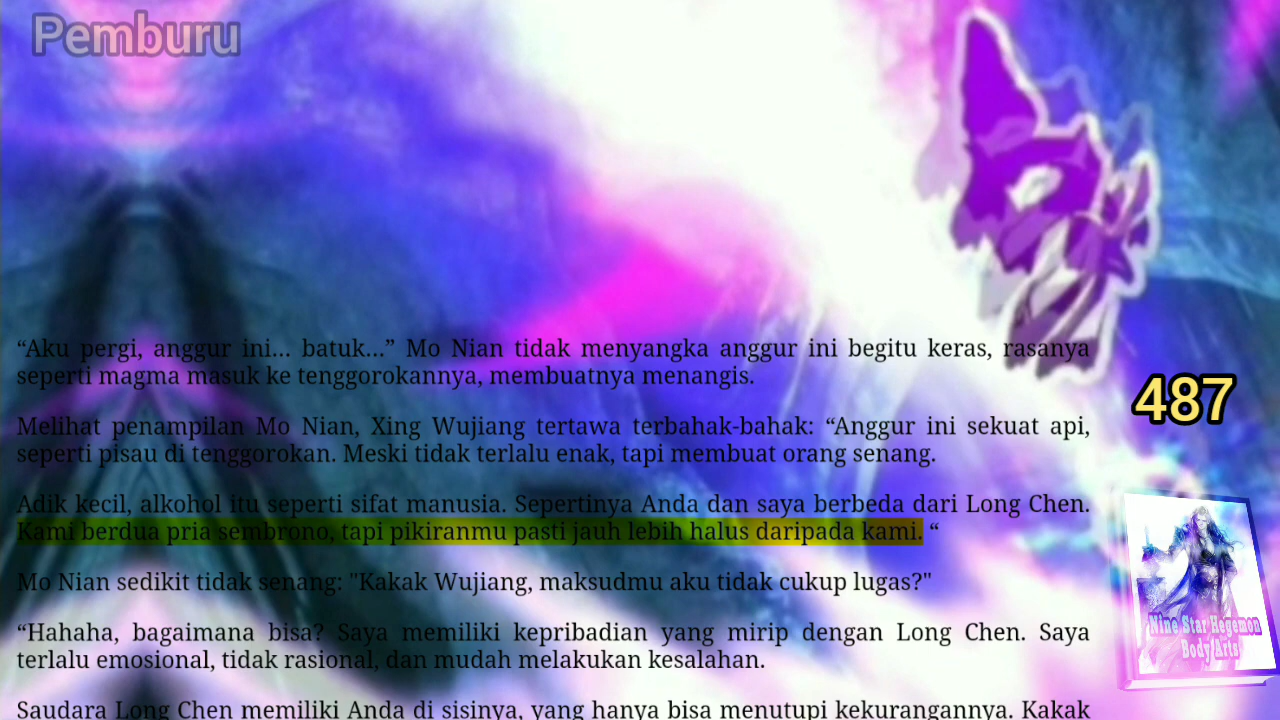 Pemburu
“Aku pergi, anggur ini... batuk...” Mo Nian tidak menyangka anggur ini begitu keras, rasanya
seperti magma masuk ke tenggorokannya, membuatnya menangis.
Melihat penampilan Mo Nian, Xing Wujiang tertawa terbahak-bahak: “Anggur ini sekuat api,
seperti pisau di tenggorokan. Meski tidak terlalu enak, tapi membuat orang senang.
487
Adik kecil, alkohol itu seperti sifat manusia. Sepertinya Anda dan saya berbeda dari Long Chen.
Kami berdua pria sembrono, tapi pikiranmu pasti jauh lebih halus daripada kami. “
Mo Nian sedikit tidak senang: "Kakak Wujiang, maksudmu aku tidak cukup lugas?"
“Hahaha, bagaimana bisa? Saya memiliki kepribadian yang mirip dengan Long Chen. Saya
terlalu emosional, tidak rasional, dan mudah melakukan kesalahan.
Nine Star Hegemon
Body Arts
Saudara Long Chen memiliki Anda di sisinya, yang hanya bisa menutupi kekurangannya. Kakak